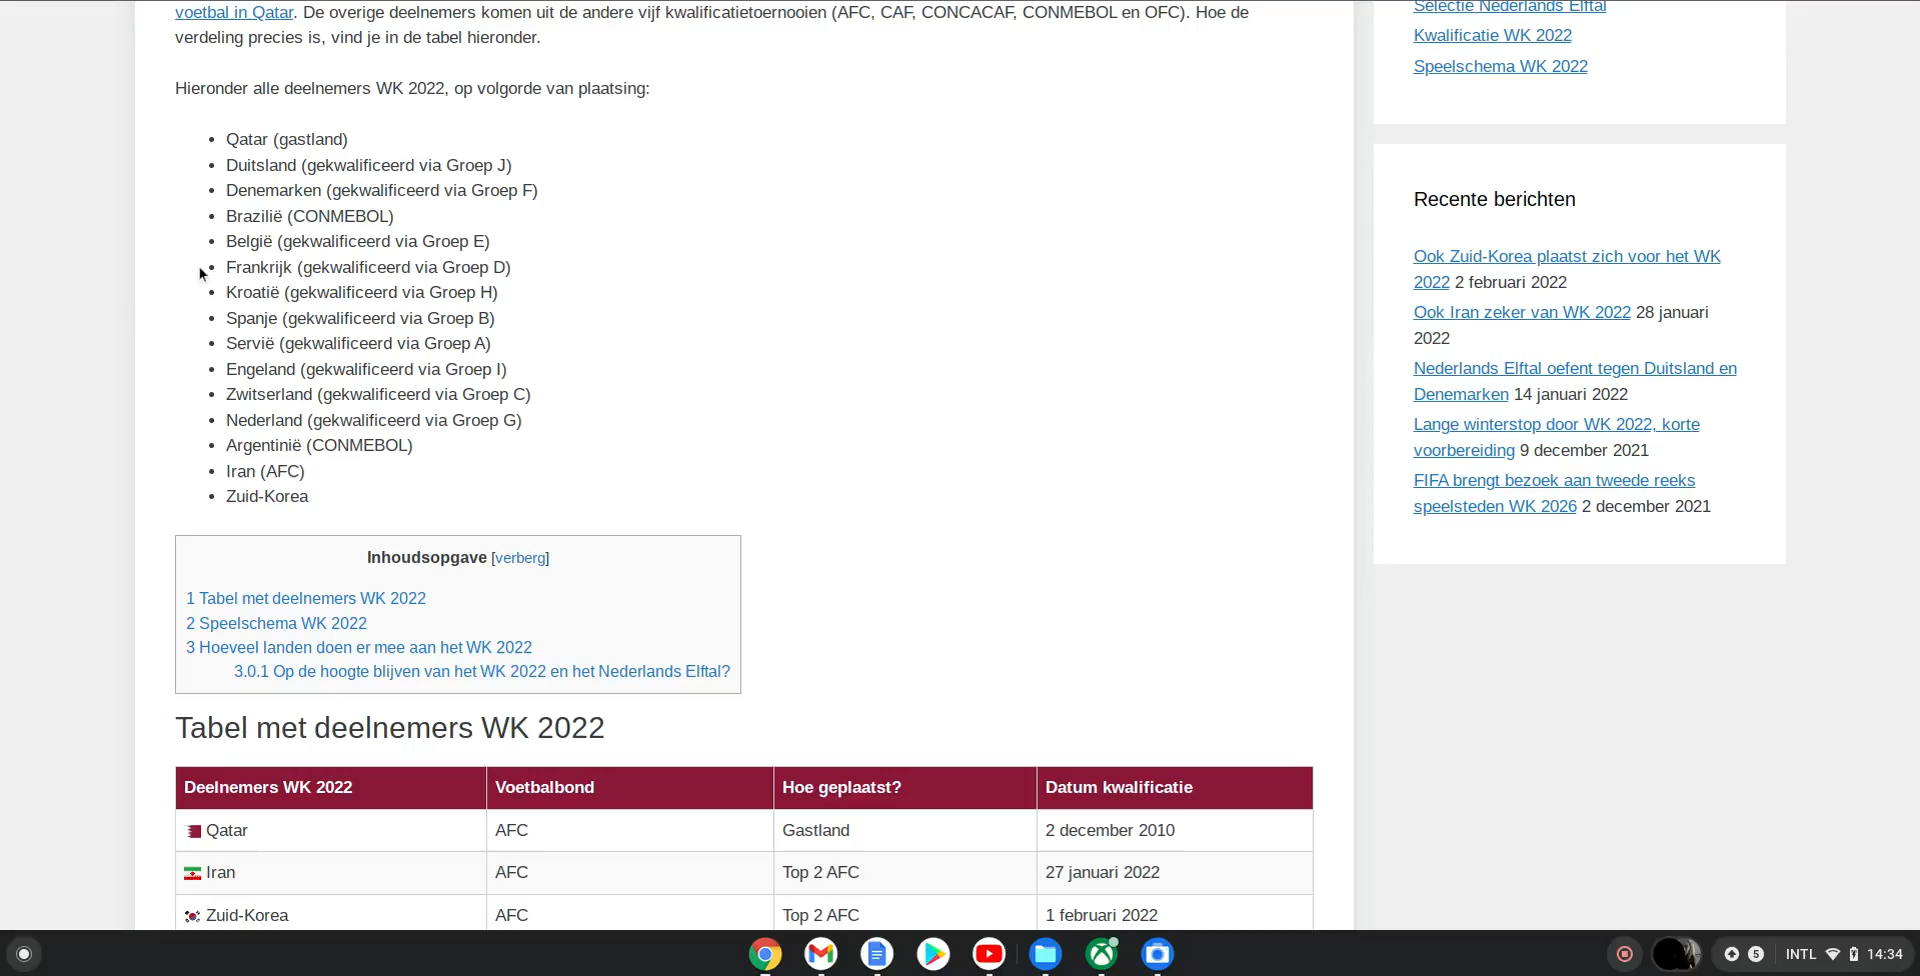 voetbal in Qatar. De overige deelnemers komen uit de andere vijf kwalificatietoernooien (AFC, CAF, CONCACAF, CONMEBOL en OFC). Hoe de
verdeling precies is, vind je in de tabel hieronder.
Hieronder alle deelnemers WK 2022, op volgorde van plaatsing:
• Qatar (gastland)
• Duitsland (gekwalificeerd via Groep J)
• Denemarken (gekwalificeerd via Groep F)
• Brazilië (CONMEBOL)
• België (gekwalificeerd via Groep E)
• Frankrijk (gekwalificeerd via Groep D)
• Kroatië (gekwalificeerd via Groep H)
• Spanje (gekwalificeerd via Groep B)
• Servië (gekwalificeerd via Groep A)
• Engeland (gekwalificeerd via Groep I)
• Zwitserland (gekwalificeerd via Groep C)
• Nederland (gekwalificeerd via Groep G)
• Argentinië (CONMEBOL)
• Iran (AFC)
• Zuid-Korea
Inhoudsopgave [verberg]
1 Tabel met deelnemers WK 2022
2 Speelschema WK 2022
3 Hoeveel landen doen er mee aan het WK 2022
3.0.1 Op de hoogte blijven van het WK 2022 en het Nederlands Elftal?
Tabel met deelnemers WK 2022
Deelnemers WK 2022 Voetbalbond Hoe geplaatst? Datum kwalificatie
Qatar AFC Gastland 2 december 2010
Iran AFC Top 2 AFC 27 januari 2022
Zuid-Korea AFC Top 2 AFC 1 februari 2022
Selectie Nederlands Elftal
Kwalificatie WK 2022
Speelschema WK 2022
Recente berichten
Ook Zuid-Korea plaatst zich voor het WK
2022 2 februari 2022
Ook Iran zeker van WK 2022 28 januari
2022
Nederlands Elftal oefent tegen Duitsland en
Denemarken 14 januari 2022
Lange winterstop door WK 2022, korte
voorbereiding 9 december 2021
FIFA brengt bezoek aan tweede reeks
speelsteden WK 2026 2 december 2021
5 INTL 14:34